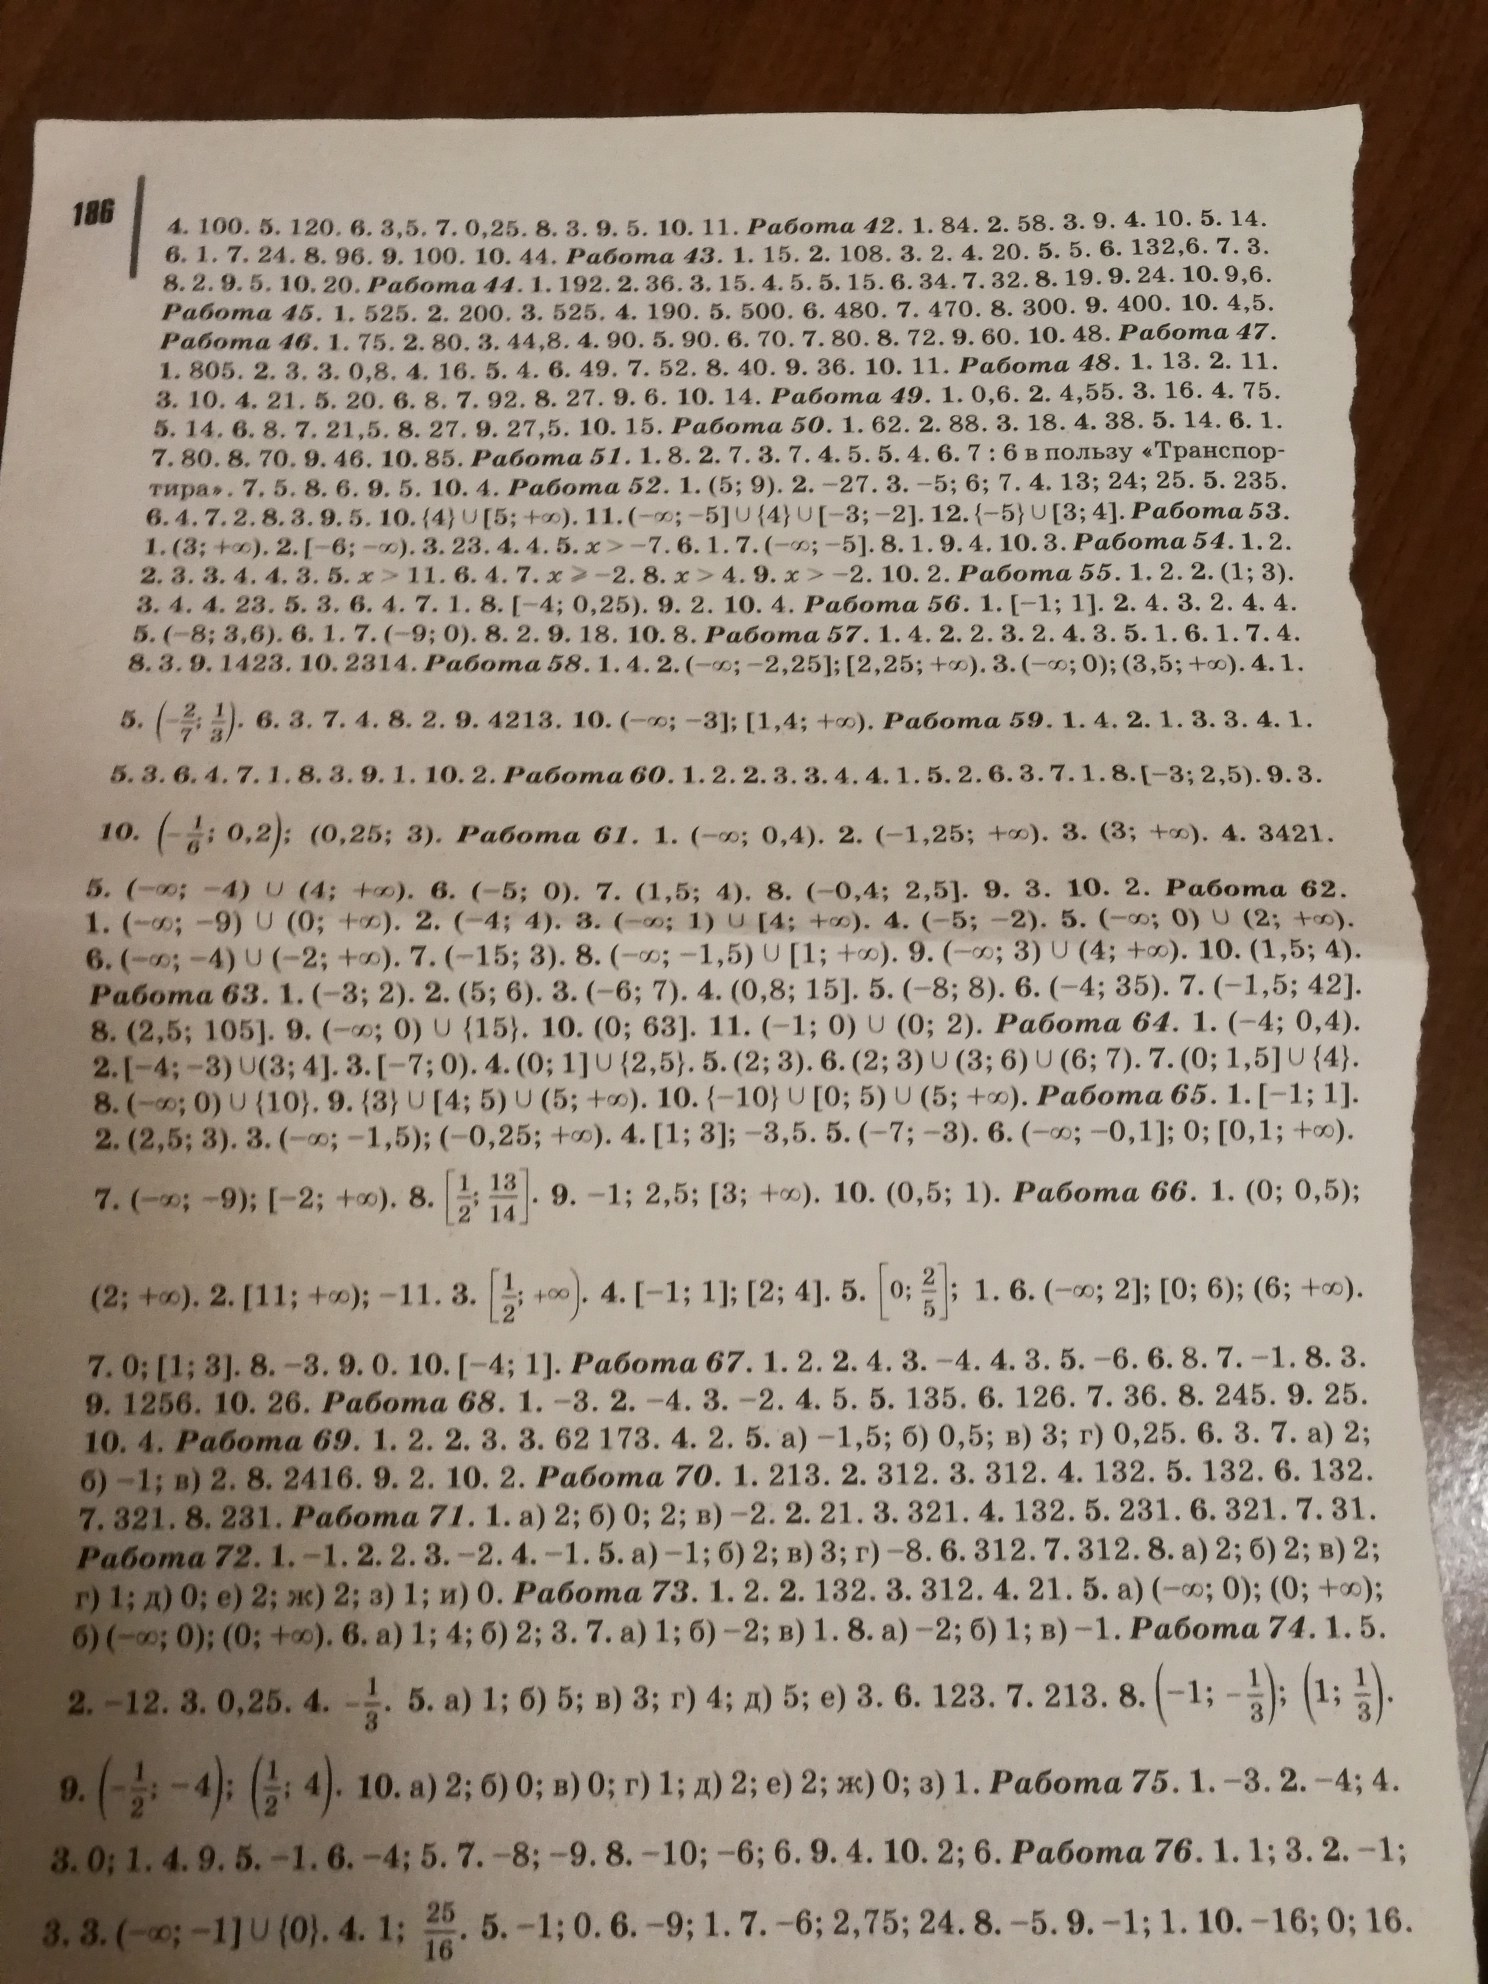 186
4. 100. 5. 120. 6. 3,5. 7. 0,25. 8. 3. 9. 5. 10. 11. Работа 42. 1. 84. 2. 58. 3. 9. 4. 10. 5. 14.
6. 1. 7. 24. 8. 96. 9. 100. 10. 44. Работа 43. 1. 15. 2. 108. 3. 2. 4. 20. 5. 5. 6. 132,6. 7. 3.
8. 2. 9. 5. 10. 20. Работа 44. 1. 192. 2. 36. 3. 15. 4. 5. 5. 15. 6. 34. 7. 32. 8. 19. 9. 24. 10. 9,6.
Работа 45. 1. 525. 2. 200. 3. 525. 4. 190. 5. 500. 6. 480. 7. 470. 8. 300. 9. 400. 10. 4,5.
Работа 46. 1. 75. 2. 80. 3. 44,8. 4. 90. 5. 90. 6. 70. 7. 80. 8. 72. 9. 60. 10. 48. Работа 47.
1. 805. 2. 3. 3. 0,8. 4. 16. 5. 4. 6. 49. 7. 52. 8. 40. 9. 36. 10. 11. Работа 48. 1. 13. 2. 11.
3. 10. 4. 21. 5. 20. 6. 8. 7. 92. 8. 27. 9. 6. 10. 14. Работа 49. 1. 0,6. 2. 4,55. 3. 16. 4. 75.
5. 14. 6. 8. 7. 21,5. 8. 27. 9. 27,5. 10. 15. Работа 50. 1. 62. 2. 88. 3. 18. 4. 38. 5. 14. 6. 1.
7. 80. 8. 70. 9. 46. 10. 85. Работа 51. 1. 8. 2. 7. 3. 7. 4. 5. 5. 4. 6. 7 : 6 в пользу «Транспор-
тира». 7. 5. 8. 6. 9. 5. 10. 4. Работа 52. 1. (5; 9). 2. −27. 3. −5; 6; 7. 4. 13; 24; 25. 5. 235.
6. 4. 7. 2. 8. 3. 9. 5. 10. {4} ∪ [5; +∞). 11. (−∞; −5] ∪ {4} ∪ [−3; −2]. 12. {−5} ∪ [3; 4]. Работа 53.
1. (3; +∞). 2. [−6; −∞). 3. 23. 4. 4. 5. x > −7. 6. 1. 7. (−∞; −5]. 8. 1. 9. 4. 10. 3. Работа 54. 1. 2.
2. 3. 3. 4. 4. 3. 5. x > 11. 6. 4. 7. x ⩾ −2. 8. x > 4. 9. x > −2. 10. 2. Работа 55. 1. 2. 2. (1; 3).
3. 4. 4. 23. 5. 3. 6. 4. 7. 1. 8. [−4; 0,25). 9. 2. 10. 4. Работа 56. 1. [−1; 1]. 2. 4. 3. 2. 4. 4.
5. (−8; 3,6). 6. 1. 7. (−9; 0). 8. 2. 9. 18. 10. 8. Работа 57. 1. 4. 2. 2. 3. 2. 4. 3. 5. 1. 6. 1. 7. 4.
8. 3. 9. 1423. 10. 2314. Работа 58. 1. 4. 2. (−∞; −2,25]; [2,25; +∞). 3. (−∞; 0); (3,5; +∞). 4. 1.
5. (−2/7; 1/3). 6. 3. 7. 4. 8. 2. 9. 4213. 10. (−∞; −3]; [1,4; +∞). Работа 59. 1. 4. 2. 1. 3. 3. 4. 1.
5. 3. 6. 4. 7. 1. 8. 3. 9. 1. 10. 2. Работа 60. 1. 2. 2. 3. 3. 4. 4. 1. 5. 2. 6. 3. 7. 1. 8. [−3; 2,5). 9. 3.
10. (−1/6; 0,2); (0,25; 3). Работа 61. 1. (−∞; 0,4). 2. (−1,25; +∞). 3. (3; +∞). 4. 3421.
5. (−∞; −4) ∪ (4; +∞). 6. (−5; 0). 7. (1,5; 4). 8. (−0,4; 2,5]. 9. 3. 10. 2. Работа 62.
1. (−∞; −9) ∪ (0; +∞). 2. (−4; 4). 3. (−∞; 1) ∪ [4; +∞). 4. (−5; −2). 5. (−∞; 0) ∪ (2; +∞).
6. (−∞; −4) ∪ (−2; +∞). 7. (−15; 3). 8. (−∞; −1,5) ∪ [1; +∞). 9. (−∞; 3) ∪ (4; +∞). 10. (1,5; 4).
Работа 63. 1. (−3; 2). 2. (5; 6). 3. (−6; 7). 4. (0,8; 15]. 5. (−8; 8). 6. (−4; 35). 7. (−1,5; 42].
8. (2,5; 105]. 9. (−∞; 0) ∪ {15}. 10. (0; 63]. 11. (−1; 0) ∪ (0; 2). Работа 64. 1. (−4; 0,4).
2. [−4; −3) ∪(3; 4]. 3. [−7; 0). 4. (0; 1] ∪ {2,5}. 5. (2; 3). 6. (2; 3) ∪ (3; 6) ∪ (6; 7). 7. (0; 1,5] ∪ {4}.
8. (−∞; 0) ∪ {10}. 9. {3} ∪ [4; 5) ∪ (5; +∞). 10. {−10} ∪ [0; 5) ∪ (5; +∞). Работа 65. 1. [−1; 1].
2. (2,5; 3). 3. (−∞; −1,5); (−0,25; +∞). 4. [1; 3]; −3,5. 5. (−7; −3). 6. (−∞; −0,1]; 0; [0,1; +∞).
7. (−∞; −9); [−2; +∞). 8. [1/2; 13/14]. 9. −1; 2,5; [3; +∞). 10. (0,5; 1). Работа 66. 1. (0; 0,5);
(2; +∞). 2. [11; +∞); −11. 3. [1/2; +∞). 4. [−1; 1]; [2; 4]. 5. [0; 2/5]; 1. 6. (−∞; 2]; [0; 6); (6; +∞).
7. 0; [1; 3]. 8. −3. 9. 0. 10. [−4; 1]. Работа 67. 1. 2. 2. 4. 3. −4. 4. 3. 5. −6. 6. 8. 7. −1. 8. 3.
9. 1256. 10. 26. Работа 68. 1. −3. 2. −4. 3. −2. 4. 5. 5. 135. 6. 126. 7. 36. 8. 245. 9. 25.
10. 4. Работа 69. 1. 2. 2. 3. 3. 62 173. 4. 2. 5. а) −1,5; б) 0,5; в) 3; г) 0,25. 6. 3. 7. а) 2;
б) −1; в) 2. 8. 2416. 9. 2. 10. 2. Работа 70. 1. 213. 2. 312. 3. 312. 4. 132. 5. 132. 6. 132.
7. 321. 8. 231. Работа 71. 1. а) 2; б) 0; 2; в) −2. 2. 21. 3. 321. 4. 132. 5. 231. 6. 321. 7. 31.
Работа 72. 1. −1. 2. 2. 3. −2. 4. −1. 5. а) −1; б) 2; в) 3; г) −8. 6. 312. 7. 312. 8. а) 2; б) 2; в) 2;
г) 1; д) 0; е) 2; ж) 2; з) 1; и) 0. Работа 73. 1. 2. 2. 132. 3. 312. 4. 21. 5. а) (−∞; 0); (0; +∞);
б) (−∞; 0); (0; +∞). 6. а) 1; 4; б) 2; 3. 7. а) 1; б) −2; в) 1. 8. а) −2; б) 1; в) −1. Работа 74. 1. 5.
2. −12. 3. 0,25. 4. −1/3. 5. а) 1; б) 5; в) 3; г) 4; д) 5; е) 3. 6. 123. 7. 213. 8. (−1; −1/3); (1; 1/3).
9. (−1/2; −4); (1/2; 4). 10. а) 2; б) 0; в) 0; г) 1; д) 2; е) 2; ж) 0; з) 1. Работа 75. 1. −3. 2. −4; 4.
3. 0; 1. 4. 9. 5. −1. 6. −4; 5. 7. −8; −9. 8. −10; −6; 6. 9. 4. 10. 2; 6. Работа 76. 1. 1; 3. 2. −1;
3. 3. (−∞; −1] ∪ {0}. 4. 1; 25/16. 5. −1; 0. 6. −9; 1. 7. −6; 2,75; 24. 8. −5. 9. −1; 1. 10. −16; 0; 16.